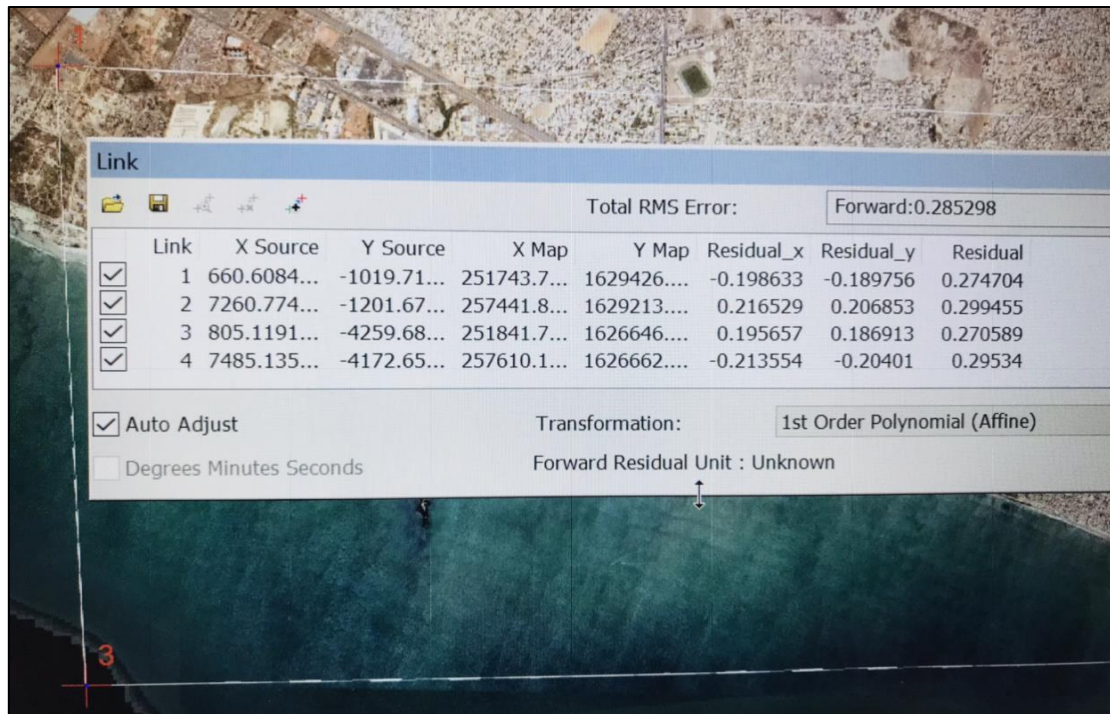 1
Link
Total RMS Error: Forward:0.285298
Link X Source Y Source X Map Y Map Residual_x Residual_y Residual
1 660.6084... -1019.71... 251743.7... 1629426.... -0.198633 -0.189756 0.274704
2 7260.774... -1201.67... 257441.8... 1629213.... 0.216529 0.206853 0.299455
3 805.1191... -4259.68... 251841.7... 1626646.... 0.195657 0.186913 0.270589
4 7485.135... -4172.65... 257610.1... 1626662.... -0.213554 -0.20401 0.29534
Auto Adjust Transformation: 1st Order Polynomial (Affine)
Degrees Minutes Seconds Forward Residual Unit : Unknown
3